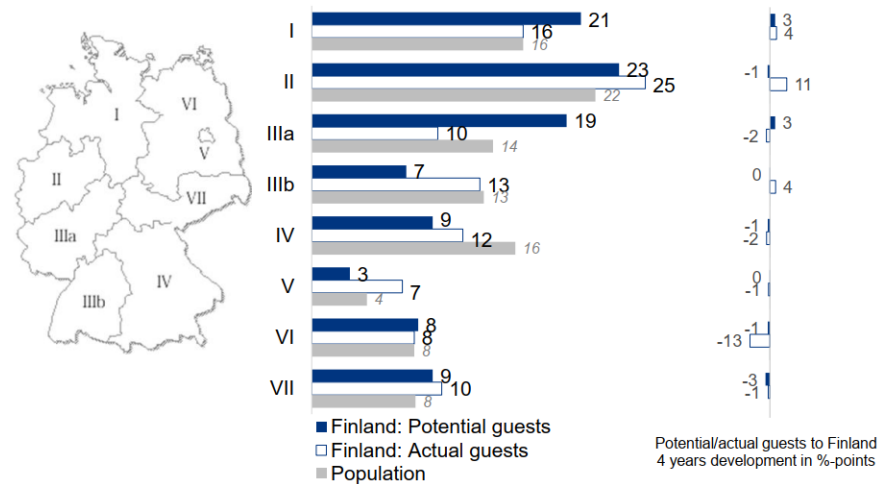 I
II
IIIa
IIIb
IV
V
VI
VII
I 21 16 16 3 4
II 23 25 22 -1 11
IIIa 19 10 14 3 -2
IIIb 7 13 13 0 4
IV 9 12 16 -1 -2
V 3 7 4 0 -1
VI 8 8 8 -1 -13
VII 9 10 8 -3 -1
Finland: Potential guests
Finland: Actual guests
Population
Potential/actual guests to Finland
4 years development in %-points